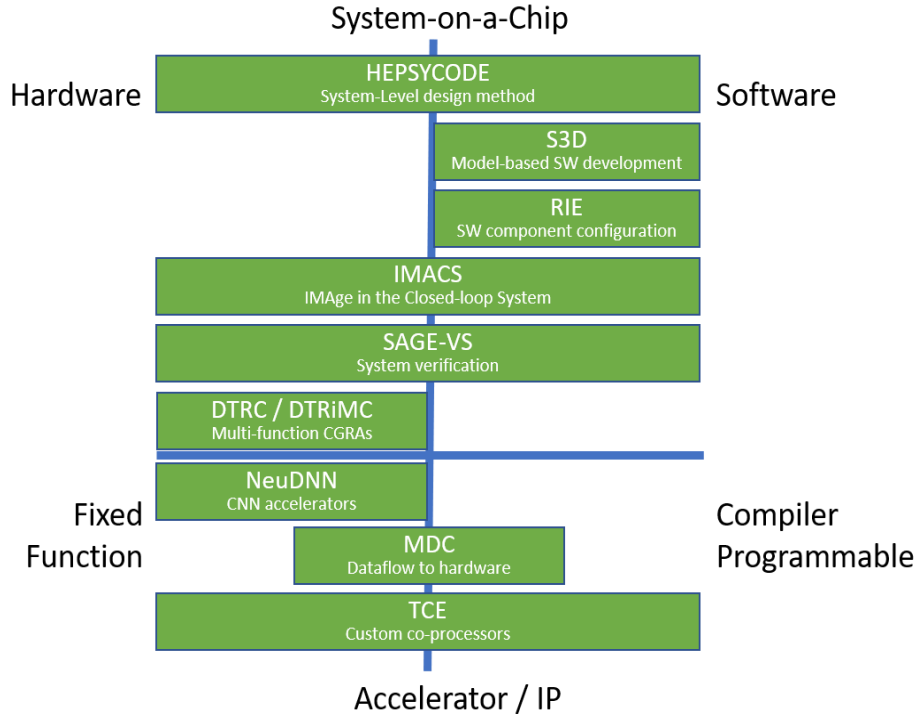 System-on-a-Chip
Hardware
Software
HEPSYCODE
System-Level design method
S3D
Model-based SW development
RIE
SW component configuration
IMACS
IMAge in the Closed-loop System
SAGE-VS
System verification
DTRC / DTRiMC
Multi-function CGRAs
NeuDNN
CNN accelerators
Fixed
Function
Compiler
Programmable
MDC
Dataflow to hardware
TCE
Custom co-processors
Accelerator / IP